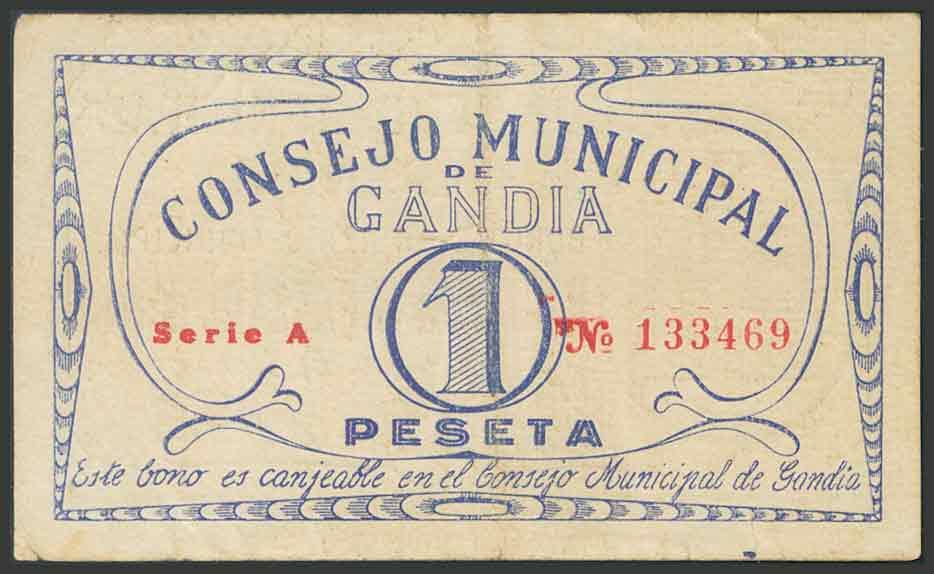 CONSEJO MUNICIPAL
DE
GANDIA
1
Serie A
No 133469
PESETA
Este bono es canjeable en el Consejo Municipal de Gandia